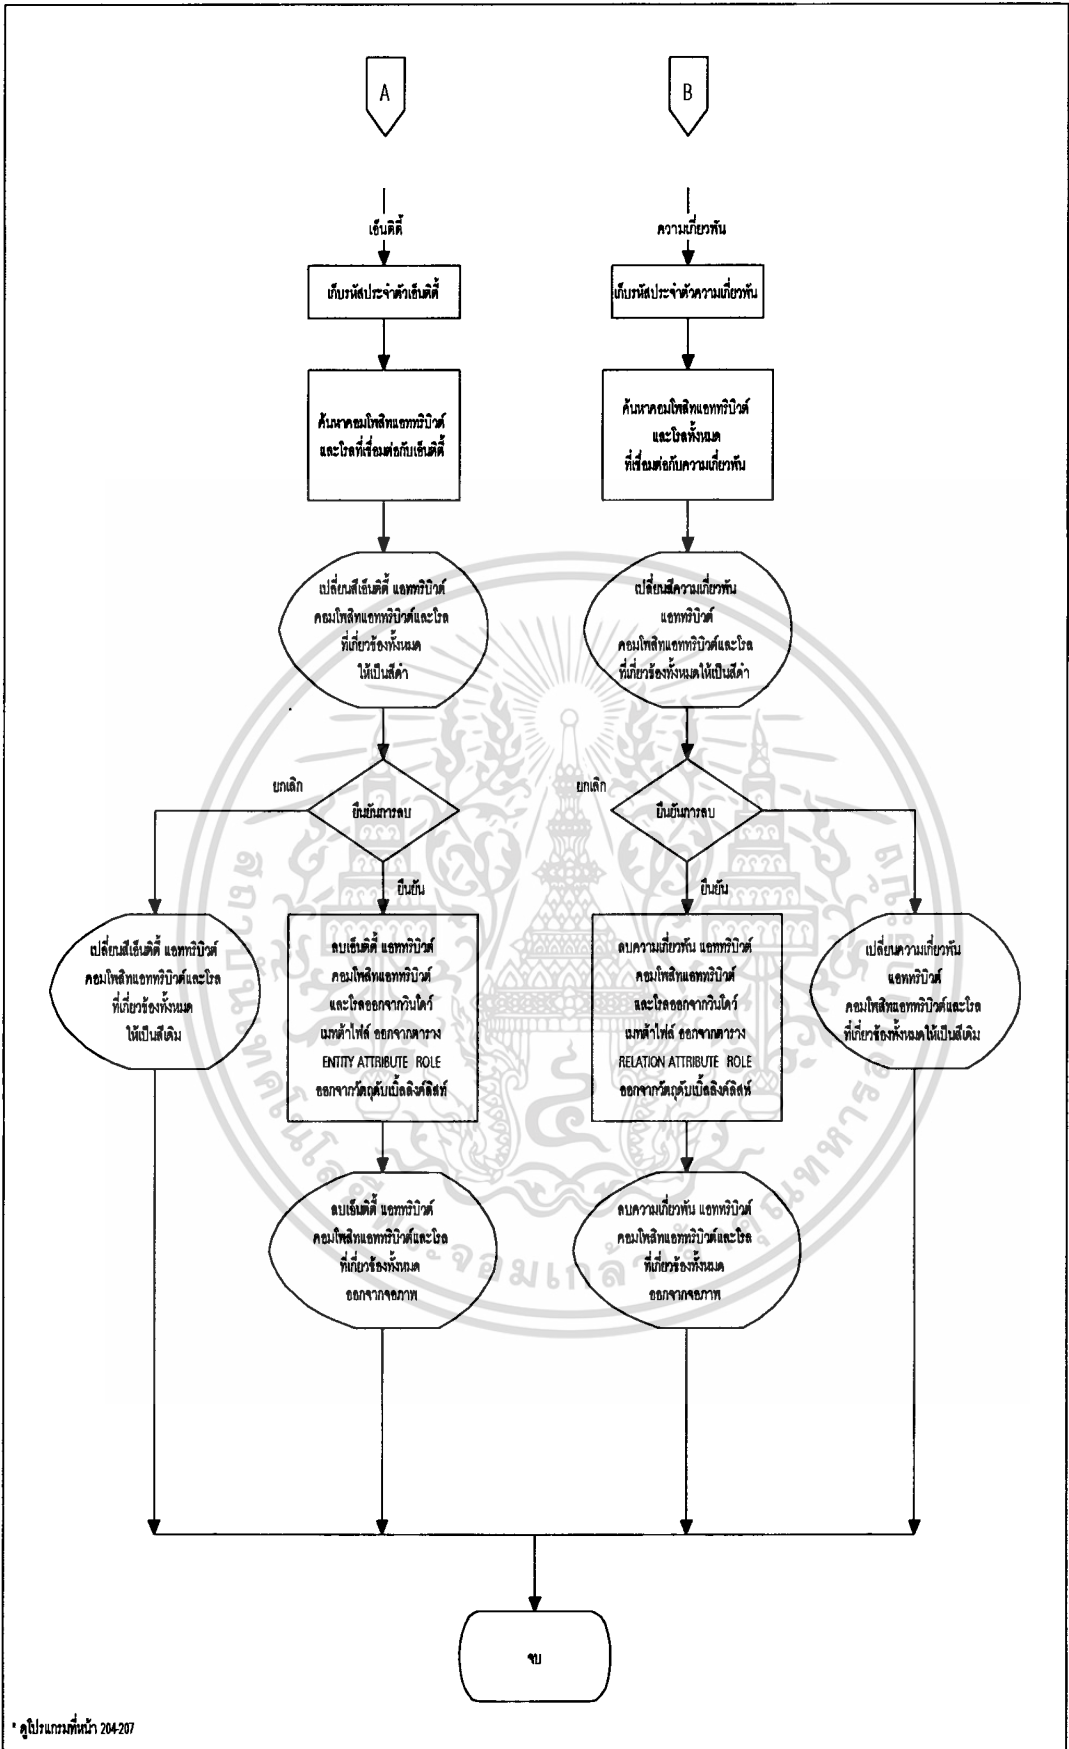 A
B
เอ็นติตี้
ความเกี่ยวพัน
เก็บรหัสประจำตัวเอ็นติตี้
เก็บรหัสประจำตัวความเกี่ยวพัน
ค้นหาคอมโพสิทแอททริบิวต์
และโรลที่เชื่อมต่อกับเอ็นติตี้
ค้นหาคอมโพสิทแอททริบิวต์
และโรลทั้งหมด
ที่เชื่อมต่อกับความเกี่ยวพัน
เปลี่ยนสีเอ็นติตี้ แอททริบิวต์
คอมโพสิทแอททริบิวต์และโรล
ที่เกี่ยวข้องทั้งหมด
ให้เป็นสีดำ
เปลี่ยนสีความเกี่ยวพัน
แอททริบิวต์
คอมโพสิทแอททริบิวต์และโรล
ที่เกี่ยวข้องทั้งหมดให้เป็นสีดำ
ยกเลิก
ยืนยันการลบ
ยกเลิก
ยืนยันการลบ
ยืนยัน
ยืนยัน
เปลี่ยนสีเอ็นติตี้ แอททริบิวต์
คอมโพสิทแอททริบิวต์และโรล
ที่เกี่ยวข้องทั้งหมด
ให้เป็นสีเดิม
ลบเอ็นติตี้ แอททริบิวต์
คอมโพสิทแอททริบิวต์
และโรลออกจากวินโดว์
เมทต้าไฟล์ ออกจากตาราง
ENTITY ATTRIBUTE ROLE
ออกจากวัตถุดับเบิ้ลลิงค์ลิสท์
ลบความเกี่ยวพัน แอททริบิวต์
คอมโพสิทแอททริบิวต์
และโรลออกจากวินโดว์
เมทต้าไฟล์ ออกจากตาราง
RELATION ATTRIBUTE ROLE
ออกจากวัตถุดับเบิ้ลลิงค์ลิสท์
เปลี่ยนความเกี่ยวพัน
แอททริบิวต์
คอมโพสิทแอททริบิวต์และโรล
ที่เกี่ยวข้องทั้งหมดให้เป็นสีเดิม
ลบเอ็นติตี้ แอททริบิวต์
คอมโพสิทแอททริบิวต์และโรล
ที่เกี่ยวข้องทั้งหมด
ออกจากจอภาพ
ลบความเกี่ยวพัน แอททริบิวต์
คอมโพสิทแอททริบิวต์และโรล
ที่เกี่ยวข้องทั้งหมด
ออกจากจอภาพ
จบ
* ดูโปรแกรมที่หน้า 204-207